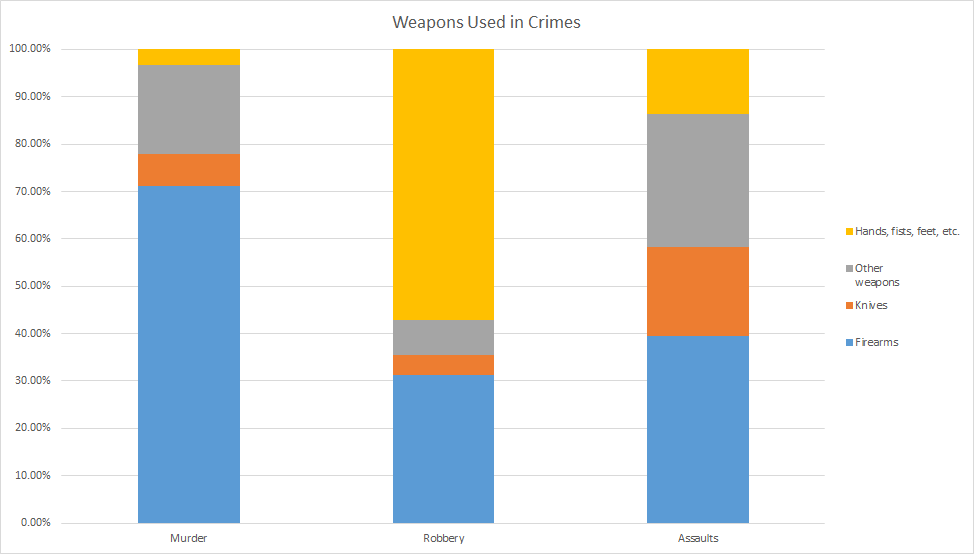 Weapons Used in Crimes
100.00%
90.00%
80.00%
70.00%
60.00%
50.00%
40.00%
30.00%
20.00%
10.00%
0.00%
Murder
Robbery
Assaults
Hands, fists, feet, etc.
Other
weapons
Knives
Firearms